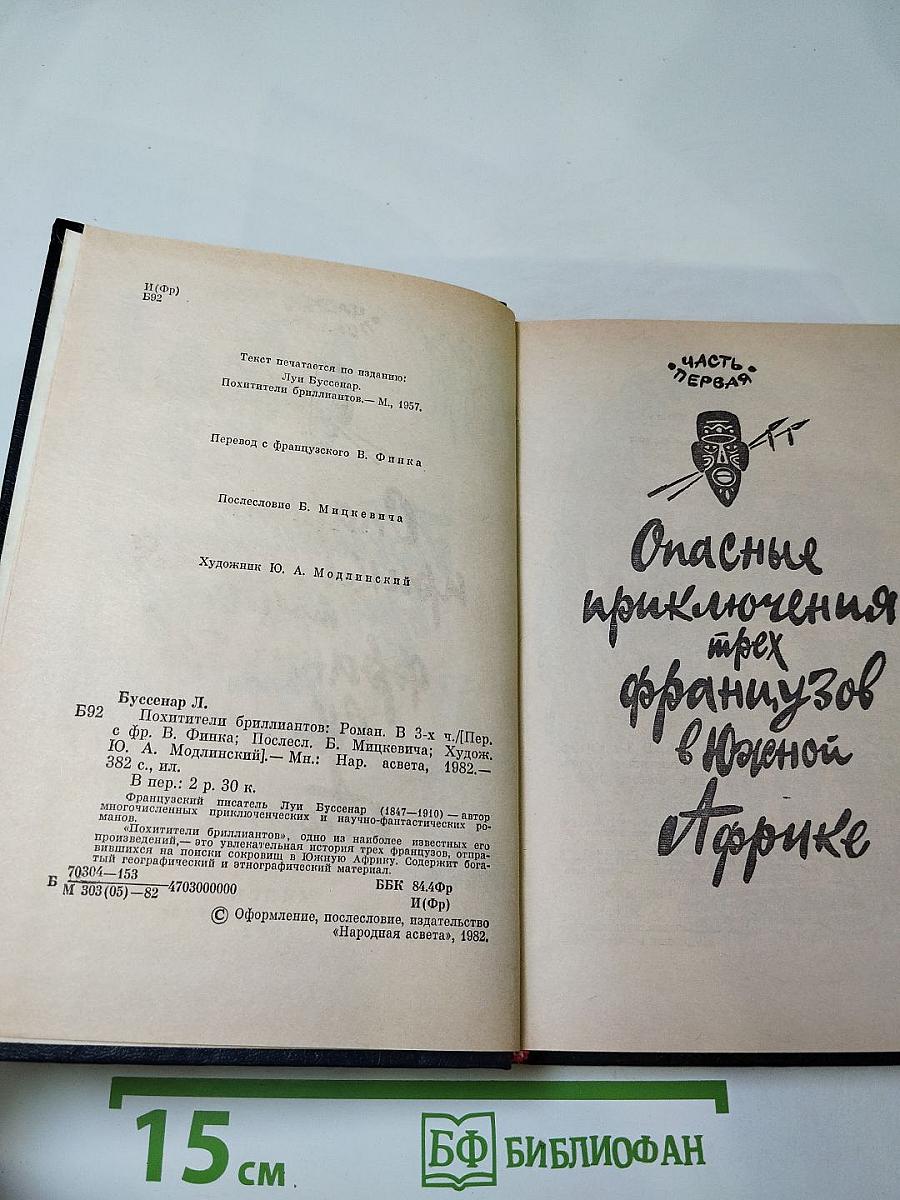 И(Фр)
Б92
Текст печатается по изданию:
Луи Буссенар.
Похитители бриллиантов.— М., 1957.
Перевод с французского В. Финка
Послесловие Б. Мицкевича
Художник Ю. А. Модлинский
Буссенар Л.
Б92 Похитители бриллиантов: Роман. В 3-х ч./[Пер.
с фр. В. Финка; Послесл. Б. Мицкевича; Худож.
Ю. А. Модлинский].— Мн.: Нар. асвета, 1982.—
382 с., ил.
В пер.: 2 р. 30 к.
Французский писатель Луи Буссенар (1847—1910) — автор
многочисленных приключенческих и научно-фантастических ро-
манов.
«Похитители бриллиантов», одно из наиболее известных его
произведений,— это увлекательная история трех французов, отпра-
вившихся на поиски сокровищ в Южную Африку. Содержит бога-
тый географический и этнографический материал.
Б 70304—153
М 303(05)—82 —4703000000
ББК 84.4Фр
И(Фр)
© Оформление, послесловие, издательство
«Народная асвета», 1982.
ЧАСТЬ
ПЕРВАЯ
Опасные
приключения
трех
французов
в Южной
Африке
15 см
БФ БИБЛИОФАН